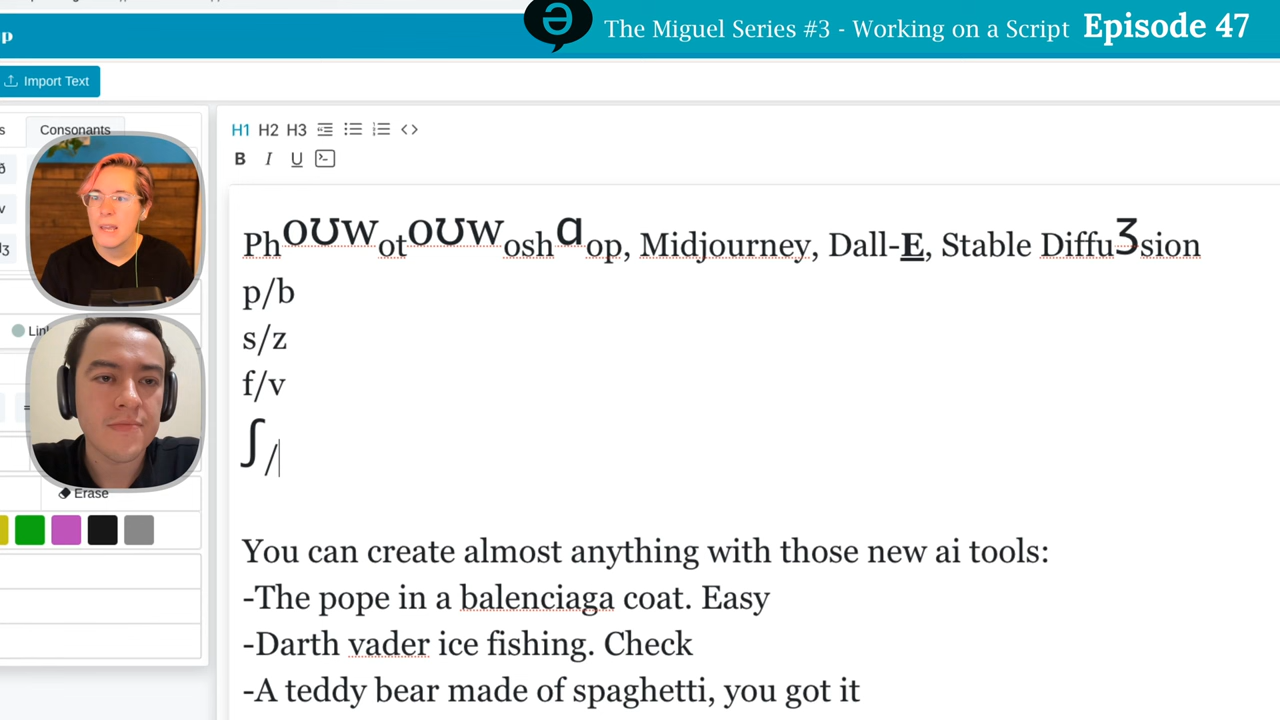 ə The Miguel Series #3 - Working on a Script Episode 47
p
Import Text
s Consonants
H1 H2 H3
B I U
ð
v
dʒ
PhoʊwotoʊwoshɑOp, Midjourney, Dall-E, Stable Diffuʒsion
p/b
s/z
f/v
ʃ/
Lin
=
Erase
You can create almost anything with those new ai tools:
-The pope in a balenciaga coat. Easy
-Darth vader ice fishing. Check
-A teddy bear made of spaghetti, you got it